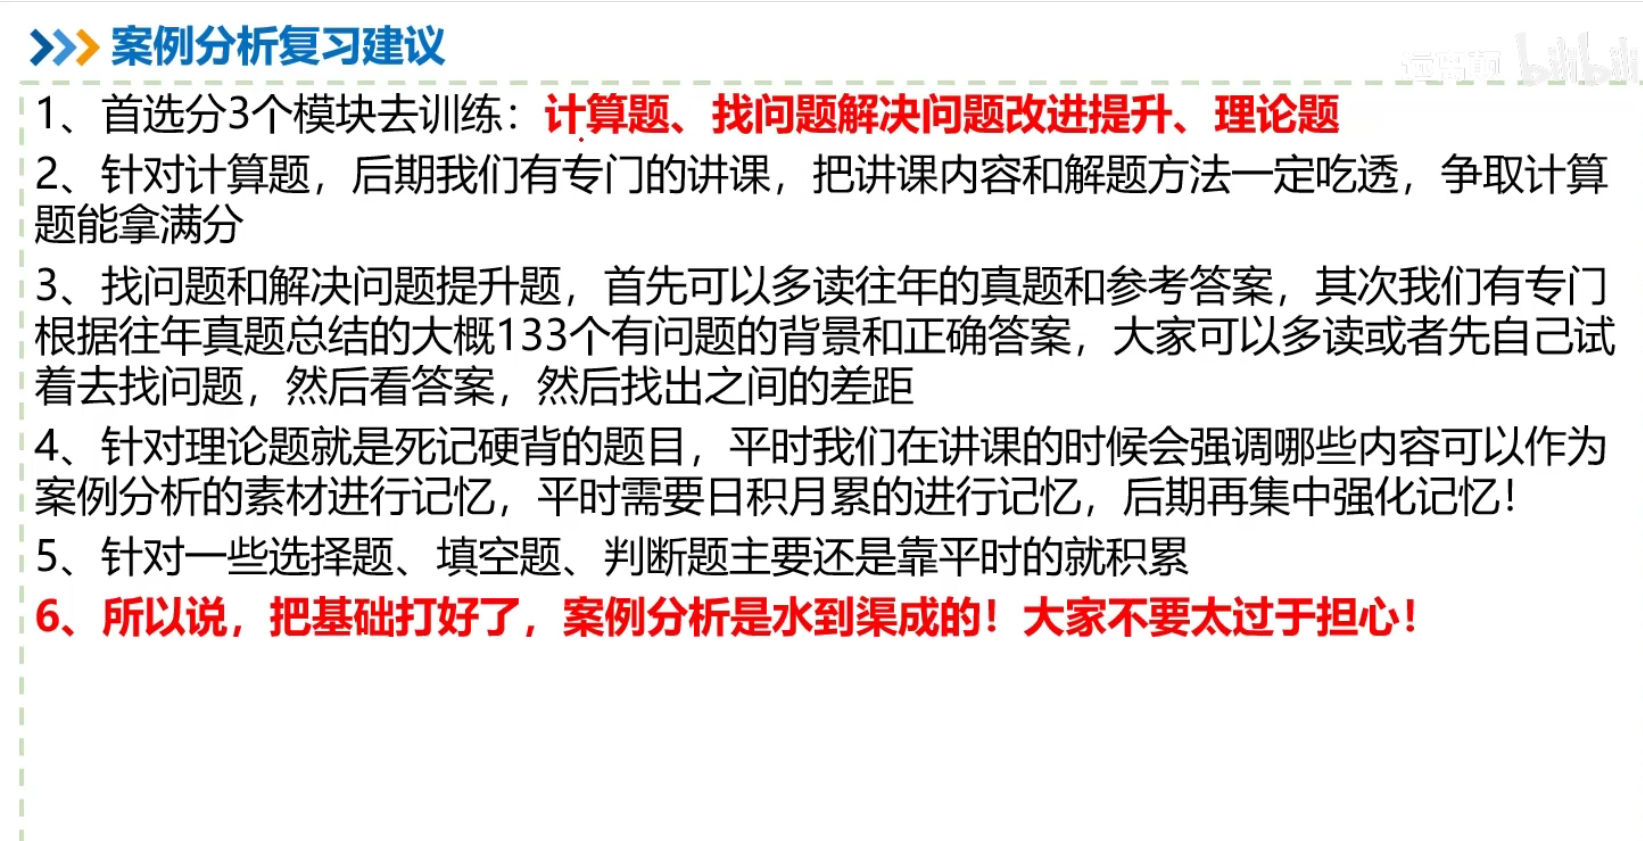 案例分析复习建议
bilibili
1、首选分3个模块去训练：计算题、找问题解决问题改进提升、理论题
2、针对计算题，后期我们有专门的讲课，把讲课内容和解题方法一定吃透，争取计算
题能拿满分
3、找问题和解决问题提升题，首先可以多读往年的真题和参考答案，其次我们有专门
根据往年真题总结的大概133个有问题的背景和正确答案，大家可以多读或者先自己试
着去找问题，然后看答案，然后找出之间的差距
4、针对理论题就是死记硬背的题目，平时我们在讲课的时候会强调哪些内容可以作为
案例分析的素材进行记忆，平时需要日积月累的进行记忆，后期再集中强化记忆！
5、针对一些选择题、填空题、判断题主要还是靠平时的就积累
6、所以说，把基础打好了，案例分析是水到渠成的！大家不要太过于担心！